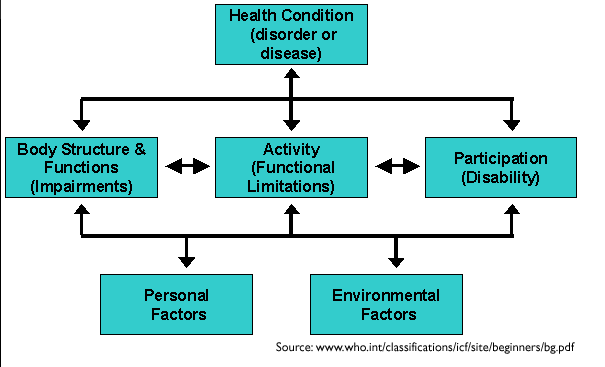 Health Condition
(disorder or
disease)
Body Structure &
Functions
(Impairments)
Activity
(Functional
Limitations)
Participation
(Disability)
Personal
Factors
Environmental
Factors
Source: www.who.int/classifications/icf/site/beginners/bg.pdf